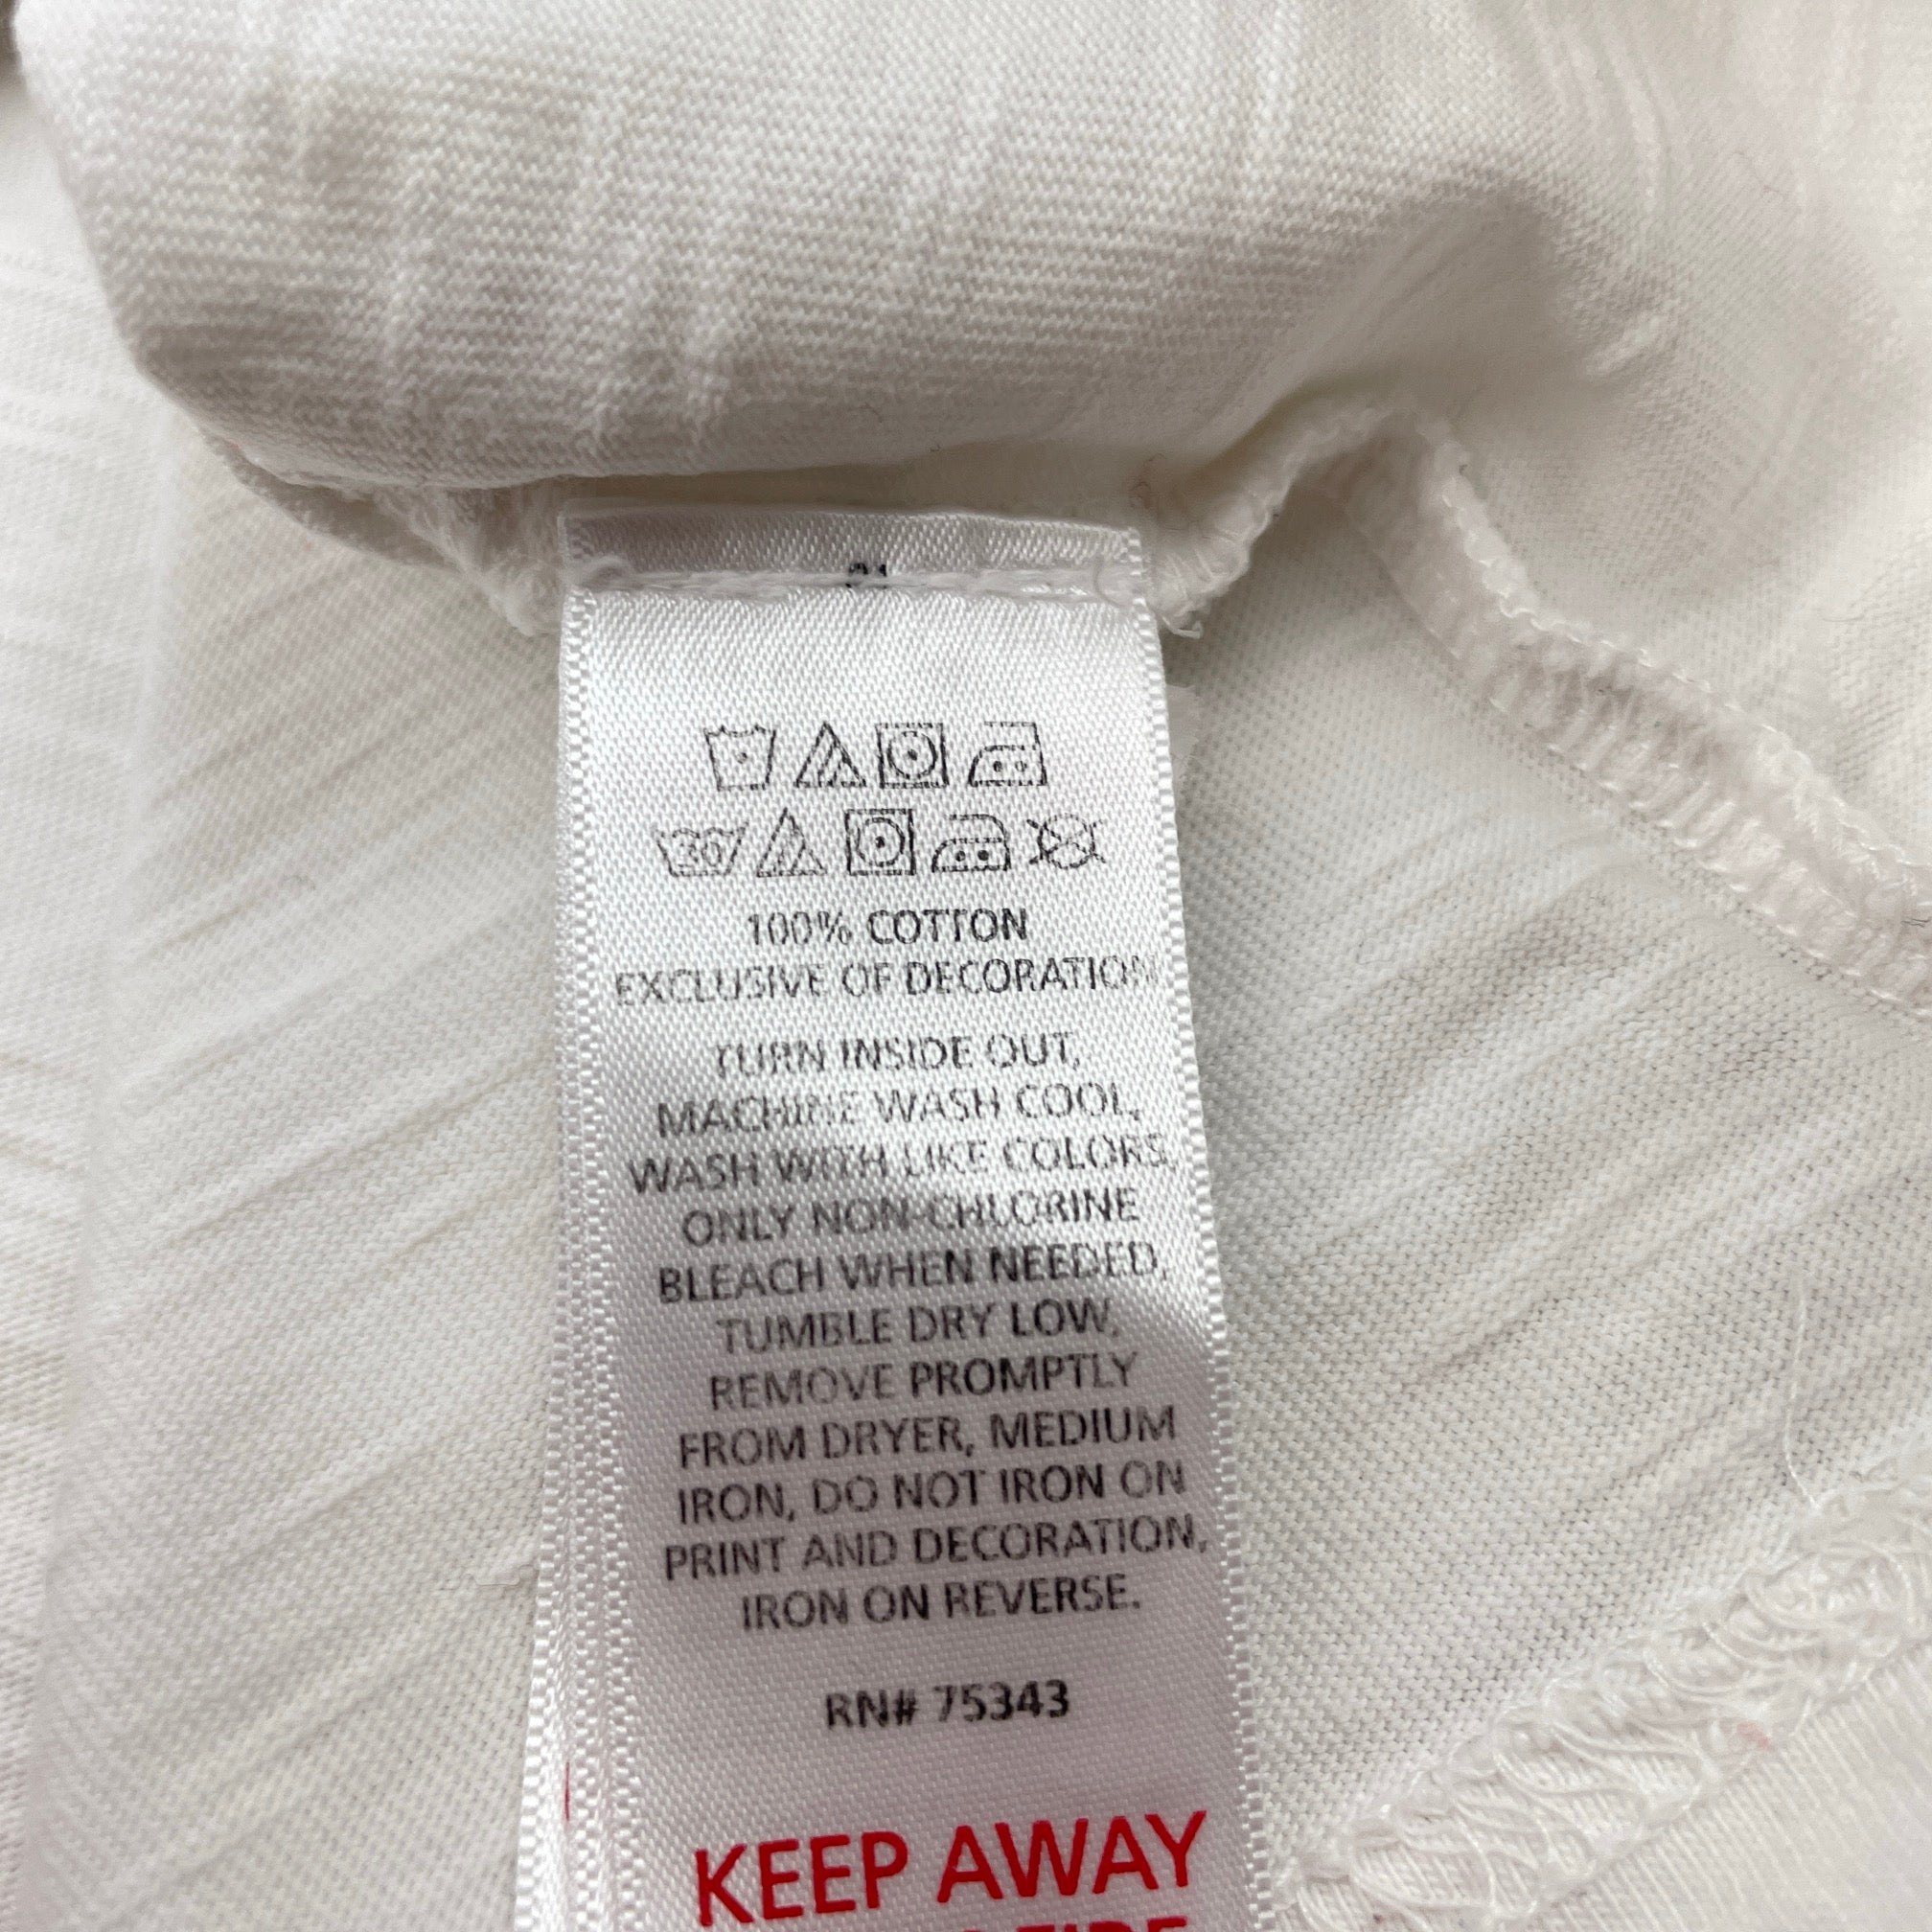 30
100% COTTON
EXCLUSIVE OF DECORATION
TURN INSIDE OUT,
MACHINE WASH COOL,
WASH WITH LIKE COLORS,
ONLY NON-CHLORINE
BLEACH WHEN NEEDED,
TUMBLE DRY LOW,
REMOVE PROMPTLY
FROM DRYER, MEDIUM
IRON, DO NOT IRON ON
PRINT AND DECORATION,
IRON ON REVERSE.
RN# 75343
KEEP AWAY
FIRE